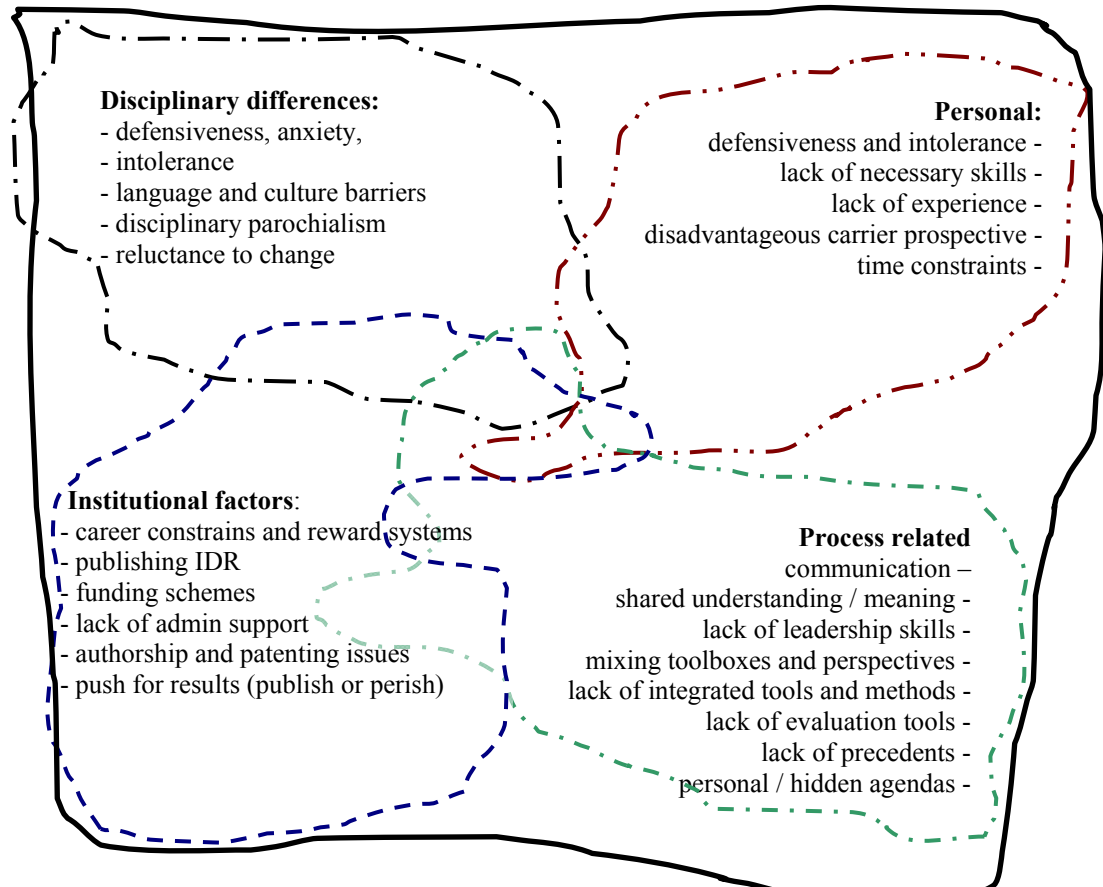 Disciplinary differences:
- defensiveness, anxiety,
- intolerance
- language and culture barriers
- disciplinary parochialism
- reluctance to change
Personal:
defensiveness and intolerance -
lack of necessary skills -
lack of experience -
disadvantageous carrier prospective -
time constraints -
Institutional factors:
- career constrains and reward systems
- publishing IDR
- funding schemes
- lack of admin support
- authorship and patenting issues
- push for results (publish or perish)
Process related
communication –
shared understanding / meaning -
lack of leadership skills -
mixing toolboxes and perspectives -
lack of integrated tools and methods -
lack of evaluation tools -
lack of precedents -
personal / hidden agendas -